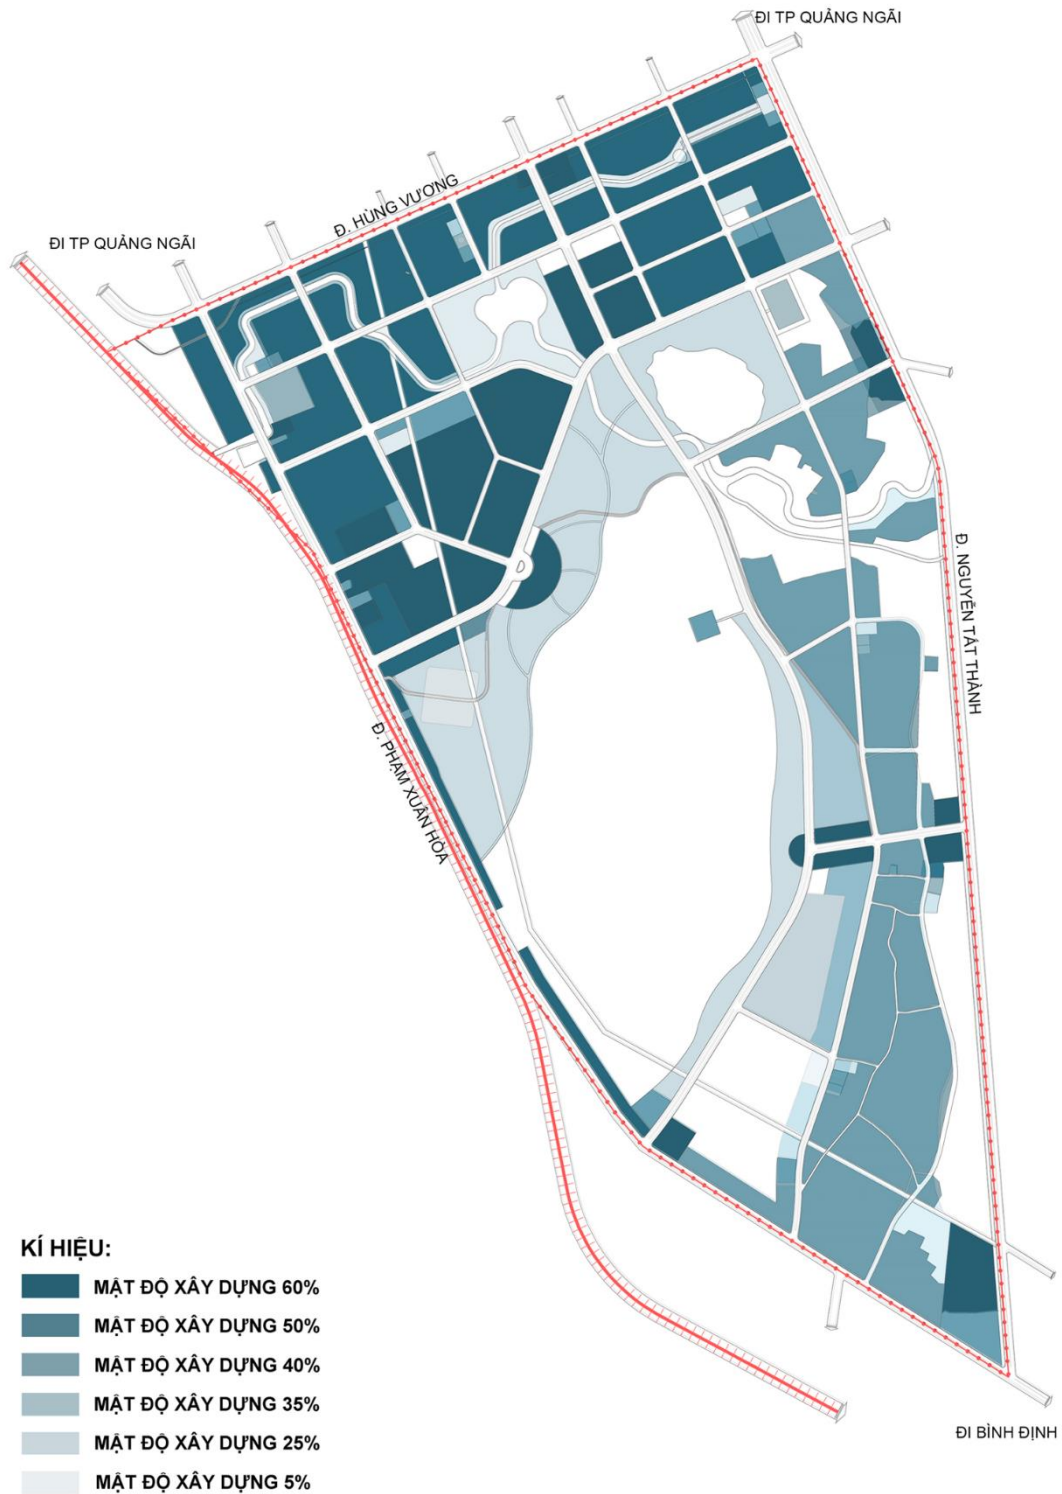 ĐI TP QUẢNG NGÃI
Đ. HÙNG VƯƠNG
ĐI TP QUẢNG NGÃI
Đ. NGUYỄN TẤT THÀNH
Đ. PHẠM XUÂN HÒA
KÍ HIỆU:
MẬT ĐỘ XÂY DỰNG 60%
MẬT ĐỘ XÂY DỰNG 50%
MẬT ĐỘ XÂY DỰNG 40%
MẬT ĐỘ XÂY DỰNG 35%
MẬT ĐỘ XÂY DỰNG 25%
MẬT ĐỘ XÂY DỰNG 5%
ĐI BÌNH ĐỊNH